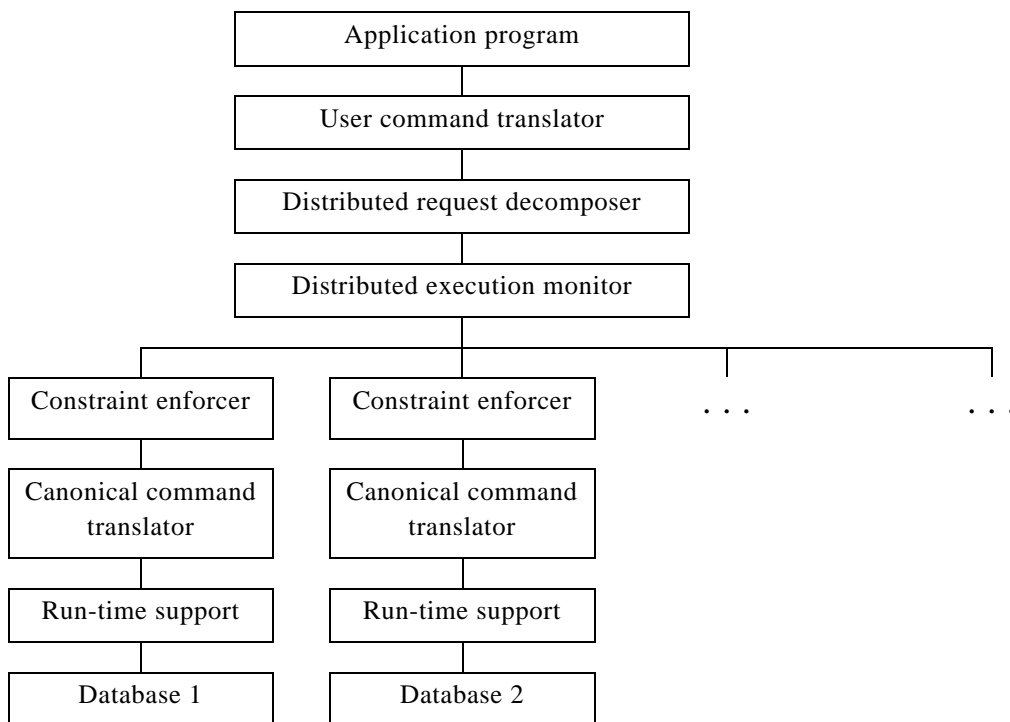 Application program
User command translator
Distributed request decomposer
Distributed execution monitor
Constraint enforcer
Constraint enforcer
. . .
. . .
Canonical command
translator
Canonical command
translator
Run-time support
Run-time support
Database 1
Database 2